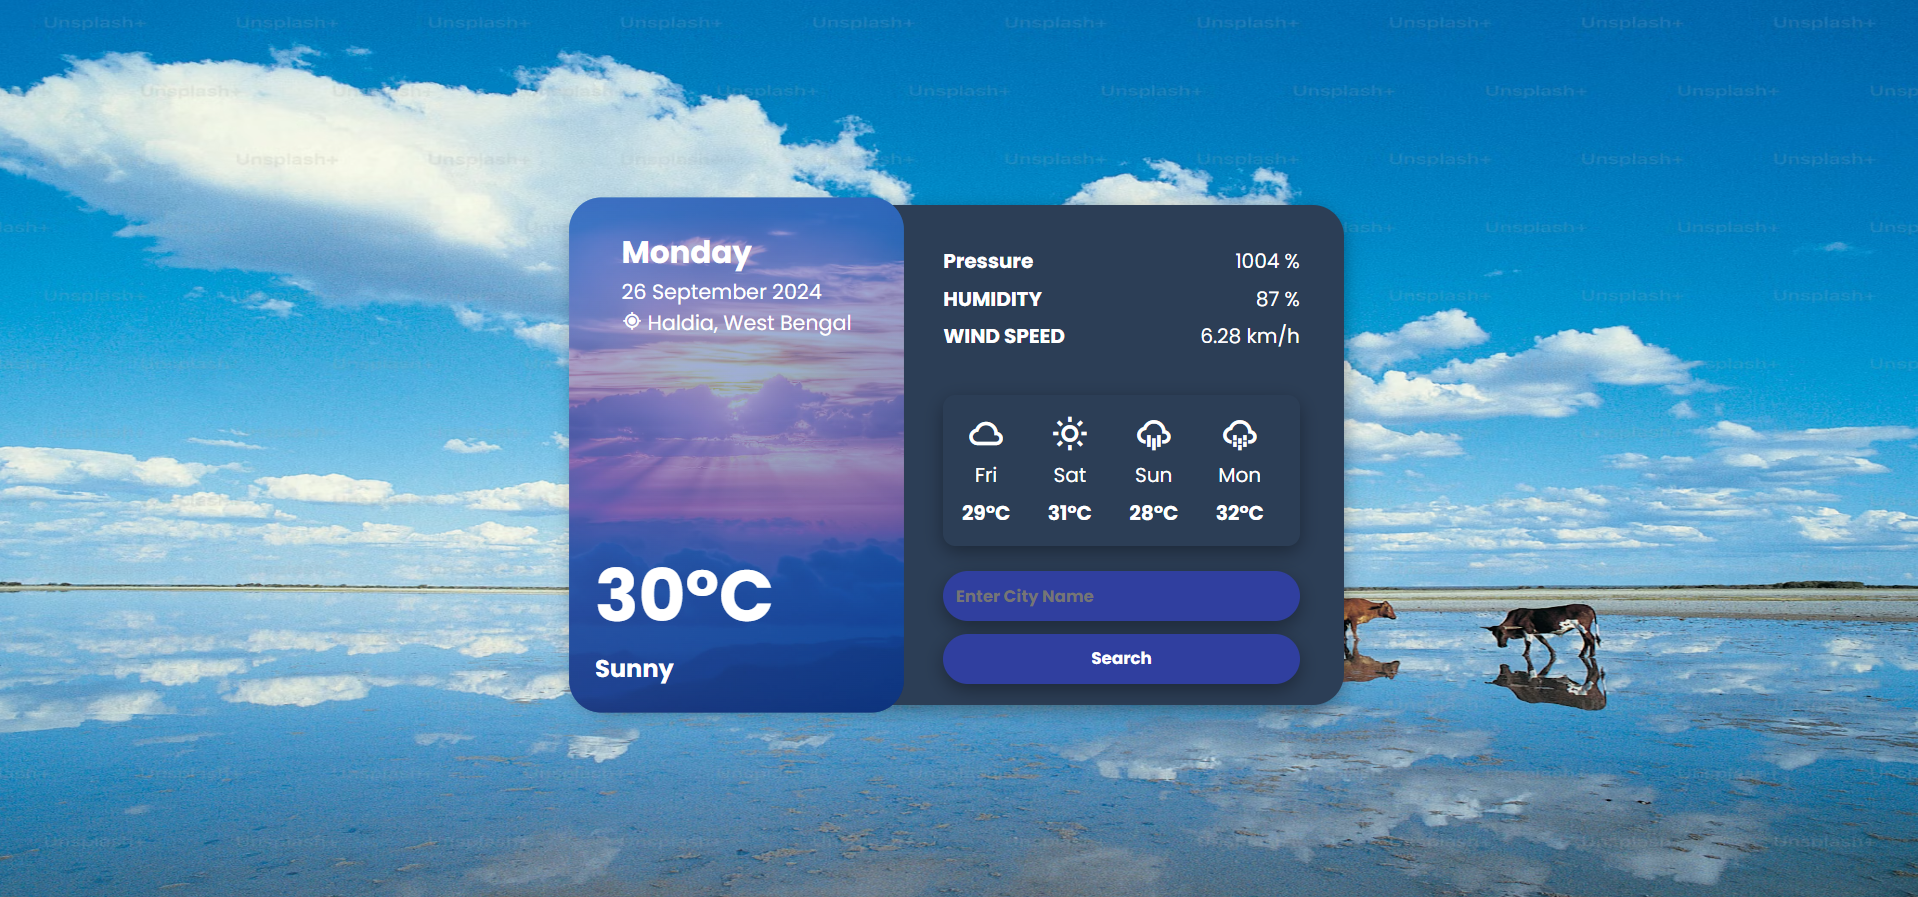 Unsplash+ Unsplash+ Unsplash+ Unsplash+ Unsplash+ Unsplash+ Unsplash+ Unsplash+ Unsplash+ Unsplash+
Monday
26 September 2024
Haldia, West Bengal
30°C
Sunny
Pressure 1004 %
HUMIDITY 87 %
WIND SPEED 6.28 km/h
Fri Sat Sun Mon
29°C 31°C 28°C 32°C
Enter City Name
Search